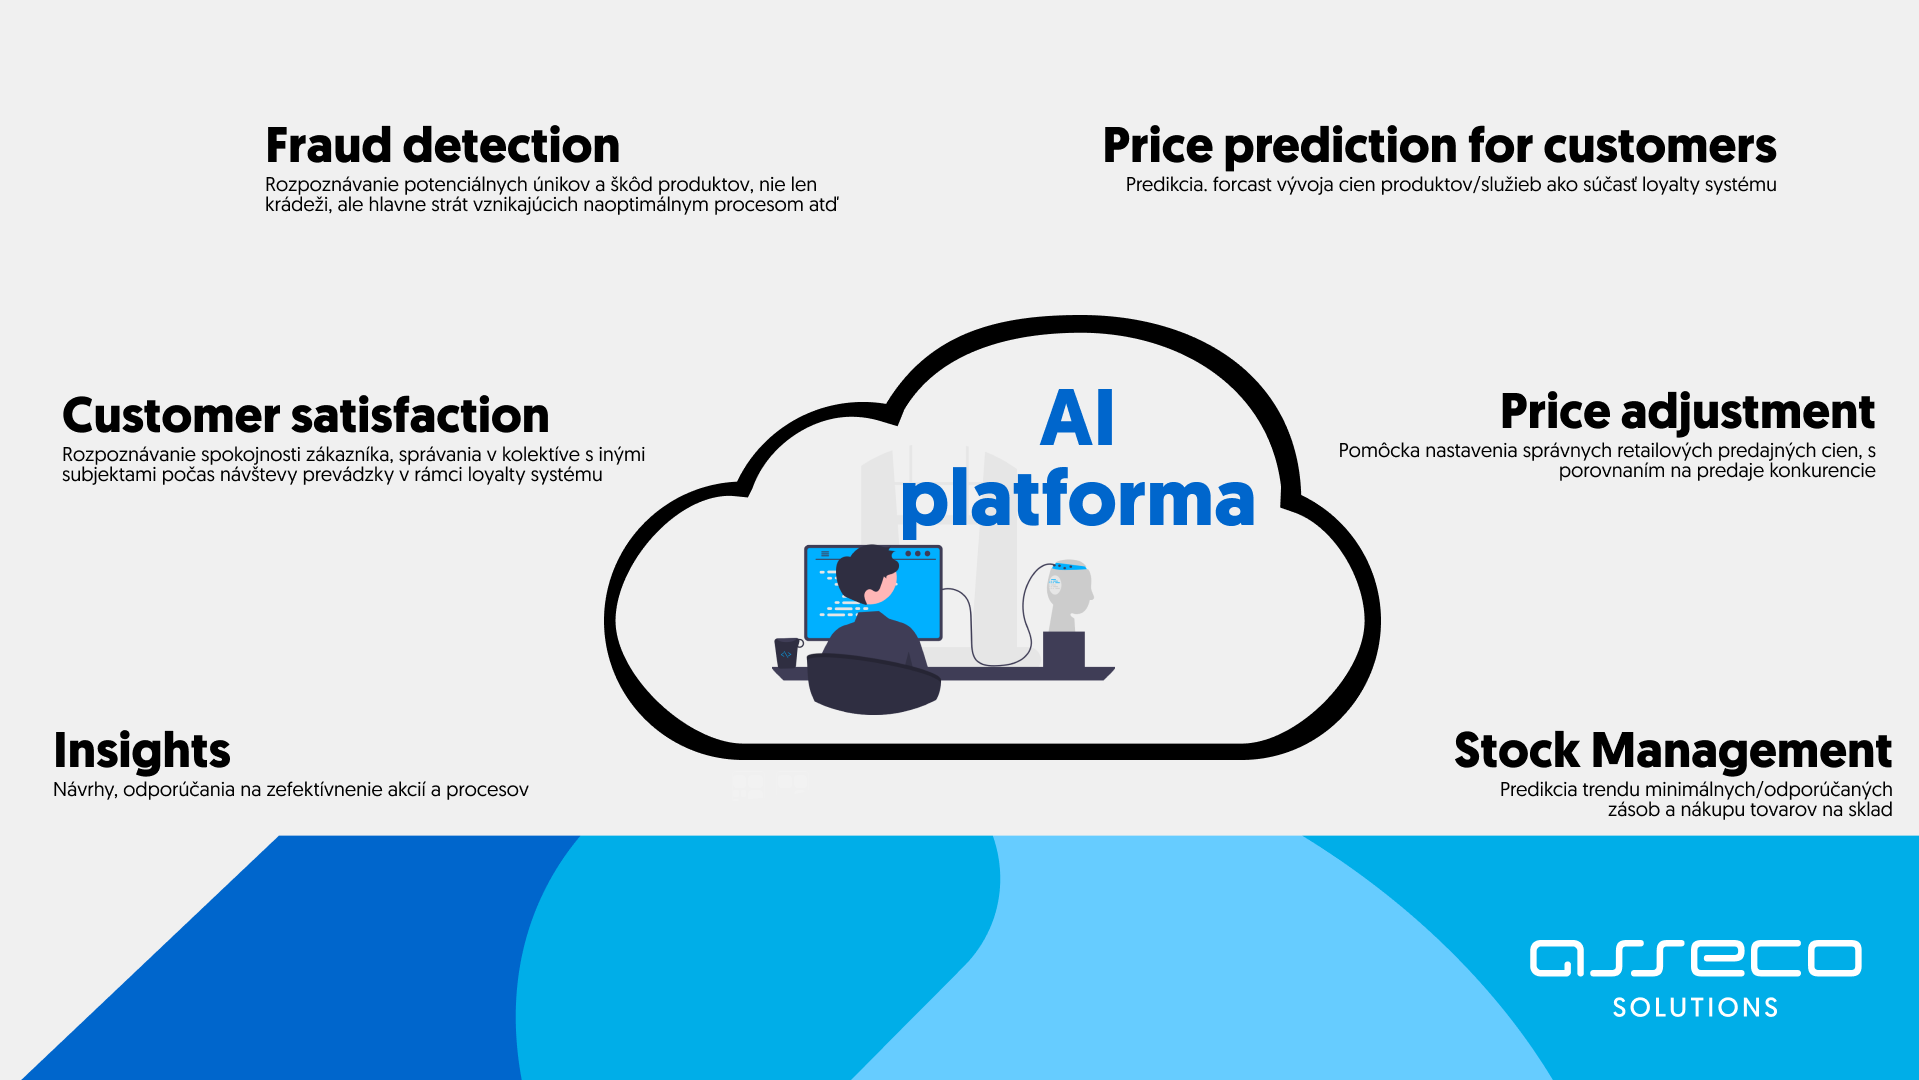 Fraud detection
Rozpoznávanie potenciálnych únikov a škôd produktov, nie len
krádeži, ale hlavne strát vznikajúcich naoptimálnym procesom atď
Price prediction for customers
Predikcia. forcast vývoja cien produktov/služieb ako súčasť loyalty systému
Customer satisfaction
Rozpoznávanie spokojnosti zákazníka, správania v kolektíve s inými
subjektami počas návštevy prevádzky v rámci loyalty systému
AI
platforma
Price adjustment
Pomôcka nastavenia správnych retailových predajných cien, s
porovnaním na predaje konkurencie
Insights
Návrhy, odporúčania na zefektívnenie akcií a procesov
Stock Management
Predikcia trendu minimálnych/odporúčaných
zásob a nákupu tovarov na sklad
asseco
SOLUTIONS